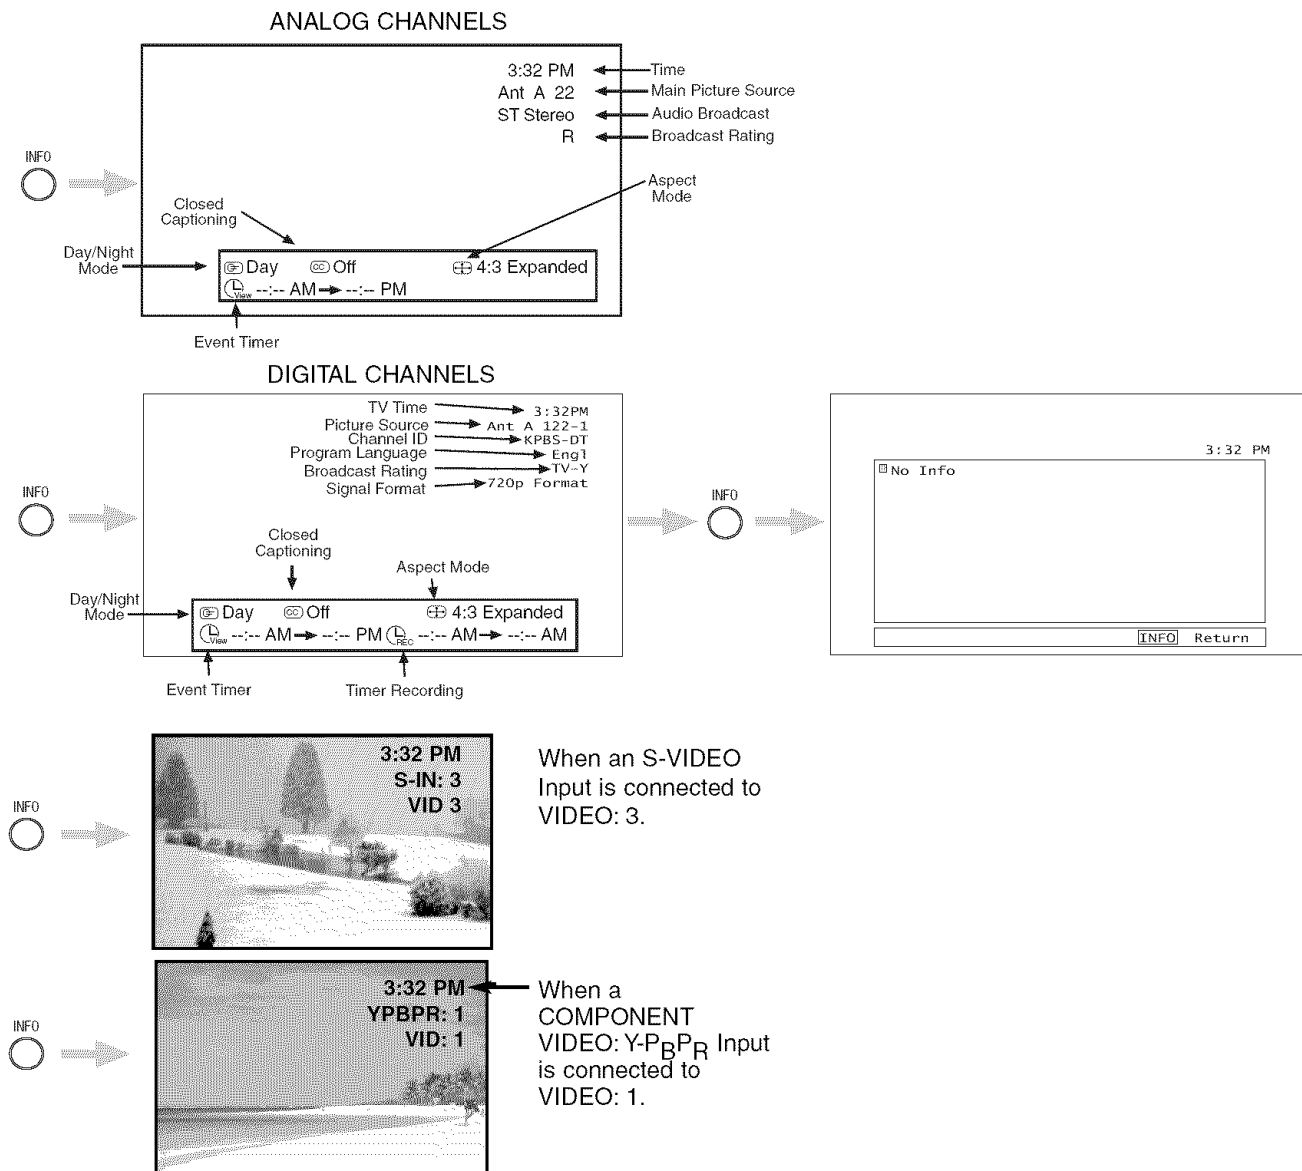 ANALOG CHANNELS
3:32 PM
Time
Ant A 22
Main Picture Source
ST Stereo
Audio Broadcast
R
Broadcast Rating
INFO
Aspect
Mode
Closed
Captioning
Day/Night
Mode
Day
CC Off
4:3 Expanded
View --:-- AM --:-- PM
Event Timer
DIGITAL CHANNELS
TV Time
3:32PM
Picture Source
Ant A 122-1
Channel ID
KPBS-DT
Program Language
Engl
Broadcast Rating
TV-Y
Signal Format
720p Format
INFO
Closed
Captioning
Aspect Mode
Day/Night
Mode
Day
CC Off
4:3 Expanded
View --:-- AM --:-- PM REC --:-- AM --:-- AM
Event Timer
Timer Recording
INFO
3:32 PM
No Info
INFO Return
INFO
3:32 PM
S-IN: 3
VID 3
When an S-VIDEO
Input is connected to
VIDEO: 3.
INFO
3:32 PM
YPBPR: 1
VID: 1
When a
COMPONENT
VIDEO: Y-PBPR Input
is connected to
VIDEO: 1.